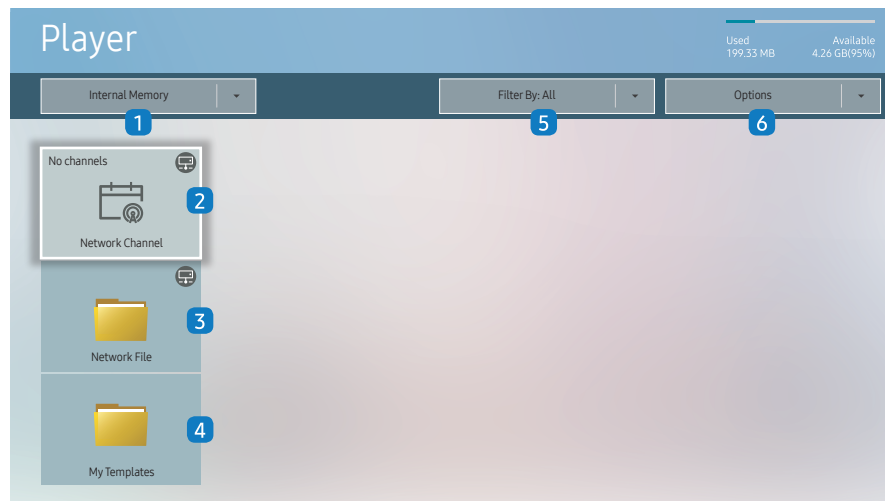 Player
Used Available
199.33 MB 4.26 GB(95%)
Internal Memory
Filter By: All
Options
1
5
6
No channels
2
Network Channel
3
Network File
4
My Templates